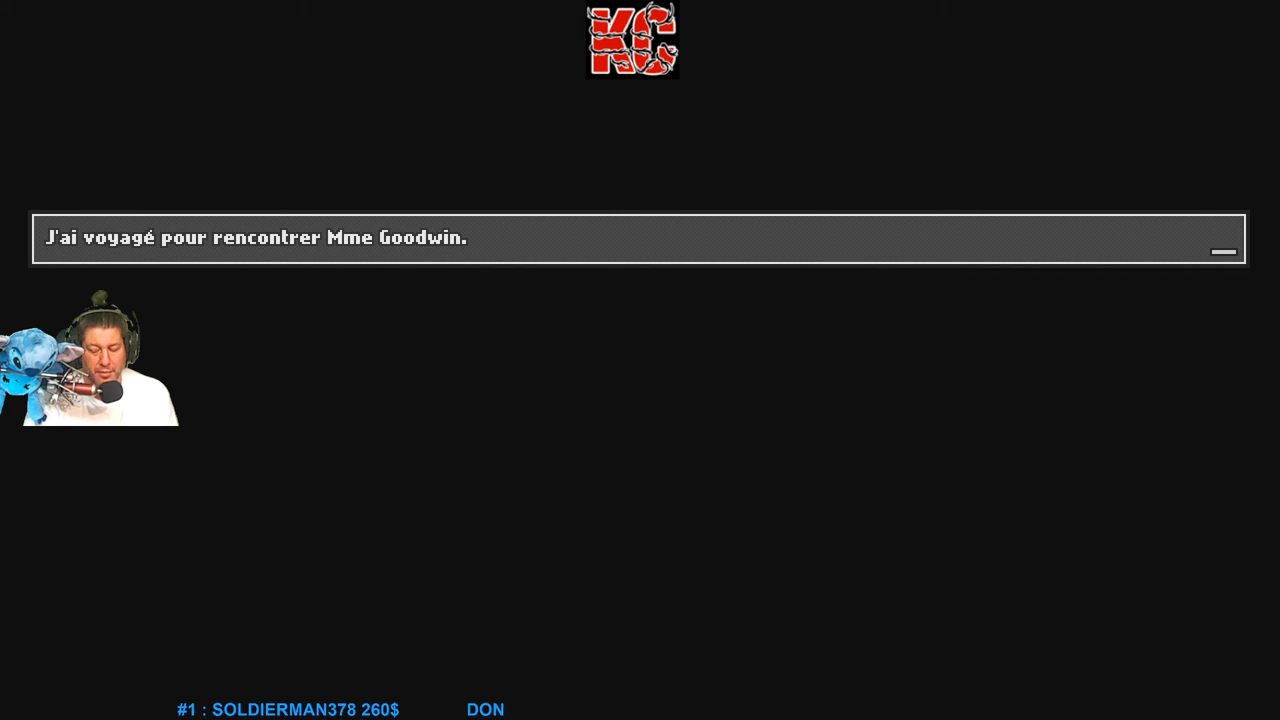 KC
J'ai voyagé pour rencontrer Mme Goodwin.
#1 : SOLDIERMAN378 260$ DON